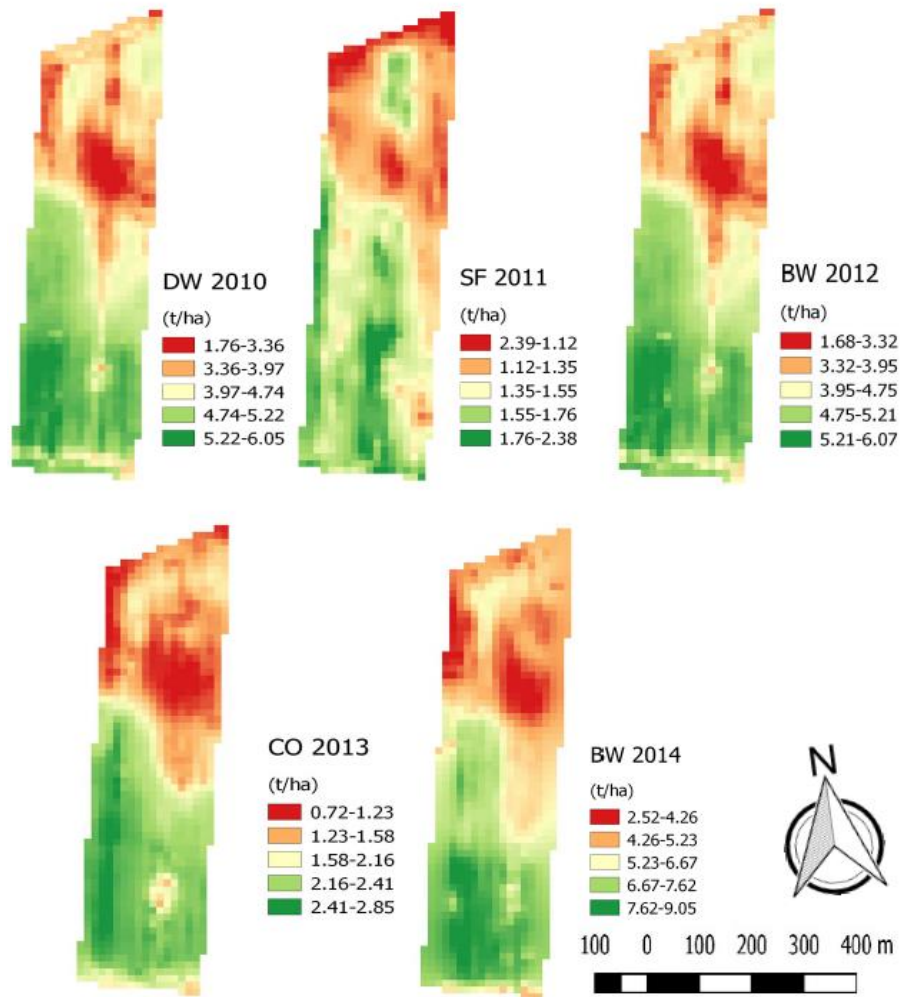 DW 2010
(t/ha)
1.76-3.36
3.36-3.97
3.97-4.74
4.74-5.22
5.22-6.05
SF 2011
(t/ha)
2.39-1.12
1.12-1.35
1.35-1.55
1.55-1.76
1.76-2.38
BW 2012
(t/ha)
1.68-3.32
3.32-3.95
3.95-4.75
4.75-5.21
5.21-6.07
CO 2013
(t/ha)
0.72-1.23
1.23-1.58
1.58-2.16
2.16-2.41
2.41-2.85
BW 2014
(t/ha)
2.52-4.26
4.26-5.23
5.23-6.67
6.67-7.62
7.62-9.05
N
100 0 100 200 300 400 m